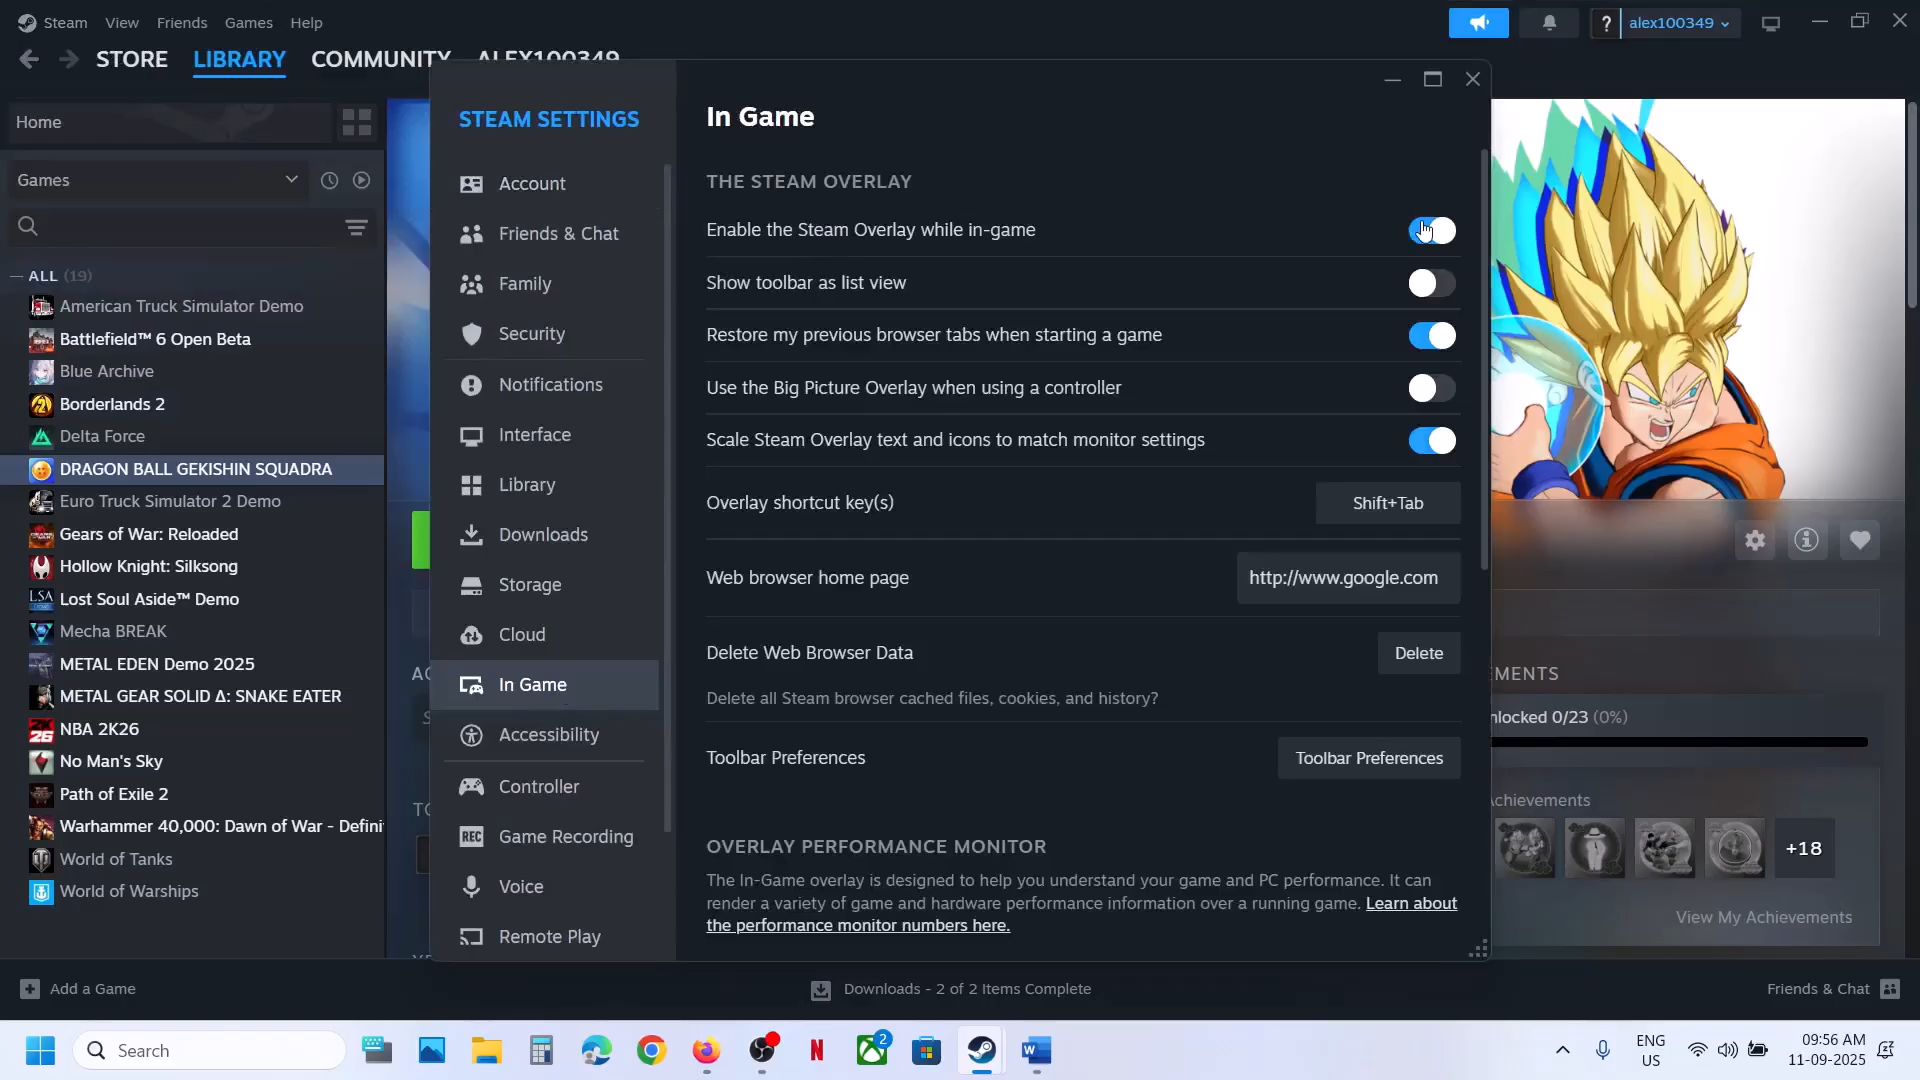 Steam View Friends Games Help
? alex100349
STORE LIBRARY COMMUNITY ALEX100349
Home
Games
ALL (19)
American Truck Simulator Demo
Battlefield™ 6 Open Beta
Blue Archive
Borderlands 2
Delta Force
DRAGON BALL GEKISHIN SQUADRA
Euro Truck Simulator 2 Demo
Gears of War: Reloaded
Hollow Knight: Silksong
Lost Soul Aside™ Demo
Mecha BREAK
METAL EDEN Demo 2025
METAL GEAR SOLID Δ: SNAKE EATER
NBA 2K26
No Man's Sky
Path of Exile 2
Warhammer 40,000: Dawn of War - Defini
World of Tanks
World of Warships
STEAM SETTINGS
Account
Friends & Chat
Family
Security
Notifications
Interface
Library
Downloads
Storage
Cloud
In Game
Accessibility
Controller
REC Game Recording
Voice
Remote Play
In Game
THE STEAM OVERLAY
Enable the Steam Overlay while in-game
Show toolbar as list view
Restore my previous browser tabs when starting a game
Use the Big Picture Overlay when using a controller
Scale Steam Overlay text and icons to match monitor settings
Overlay shortcut key(s) Shift+Tab
Web browser home page http://www.google.com
Delete Web Browser Data Delete
Delete all Steam browser cached files, cookies, and history?
Toolbar Preferences Toolbar Preferences
OVERLAY PERFORMANCE MONITOR
The In-Game overlay is designed to help you understand your game and PC performance. It can
render a variety of game and hardware performance information over a running game. Learn about
the performance monitor numbers here.
EMENTS
nlocked 0/23 (0%)
Achievements
+18
View My Achievements
Add a Game
Downloads - 2 of 2 Items Complete
Friends & Chat
Search
2
ENG
US
09:56 AM
11-09-2025